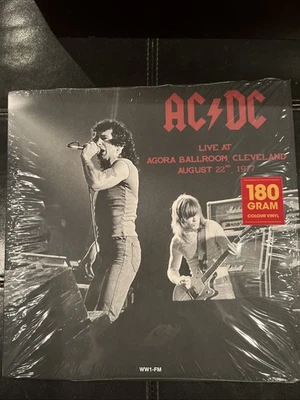 AC⚡DC
LIVE AT
AGORA BALLROOM CLEVELAND
AUGUST 22ND 1977
180
GRAM
COLOUR VINYL
WW1-FM